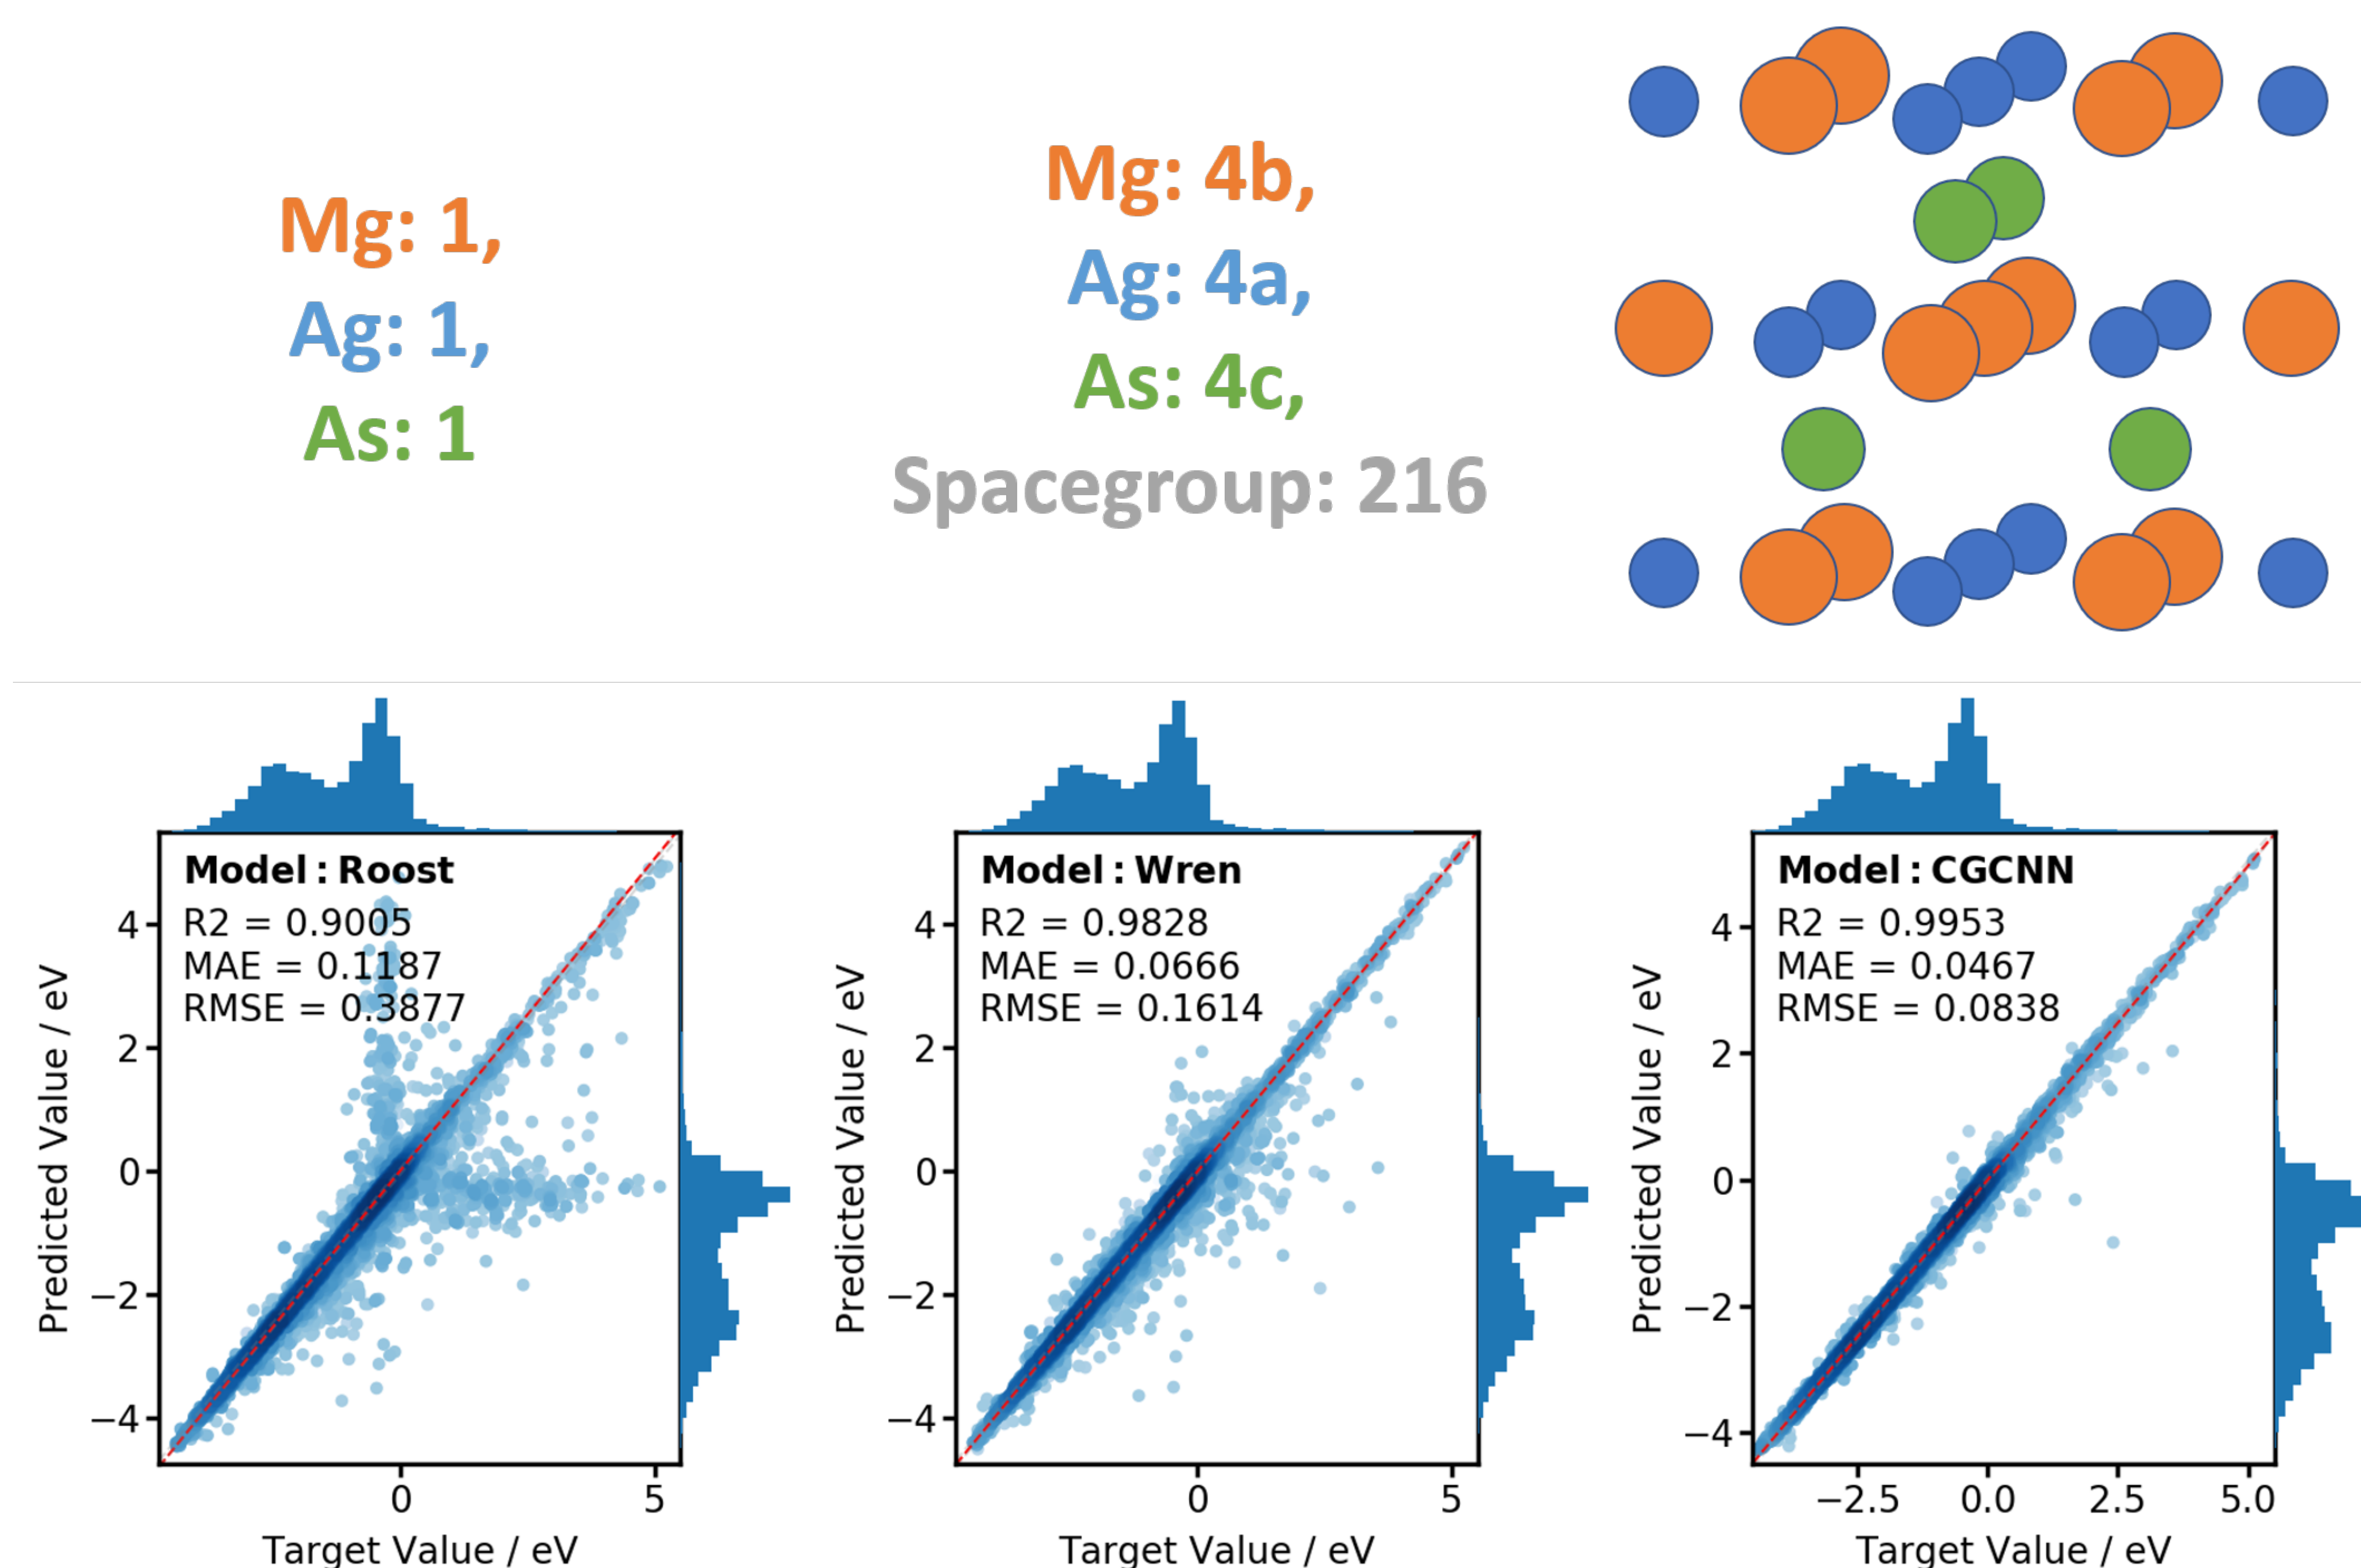 Mg: 1,
Ag: 1,
As: 1
Mg: 4b,
Ag: 4a,
As: 4c,
Spacegroup: 216
Model : Roost
R2 = 0.9005
MAE = 0.1187
RMSE = 0.3877
Predicted Value / eV
4
2
0
−2
−4
0
5
Target Value / eV
Model : Wren
R2 = 0.9828
MAE = 0.0666
RMSE = 0.1614
Predicted Value / eV
4
2
0
−2
−4
0
5
Target Value / eV
Model : CGCNN
R2 = 0.9953
MAE = 0.0467
RMSE = 0.0838
Predicted Value / eV
4
2
0
−2
−4
−2.5
0.0
2.5
5.0
Target Value / eV